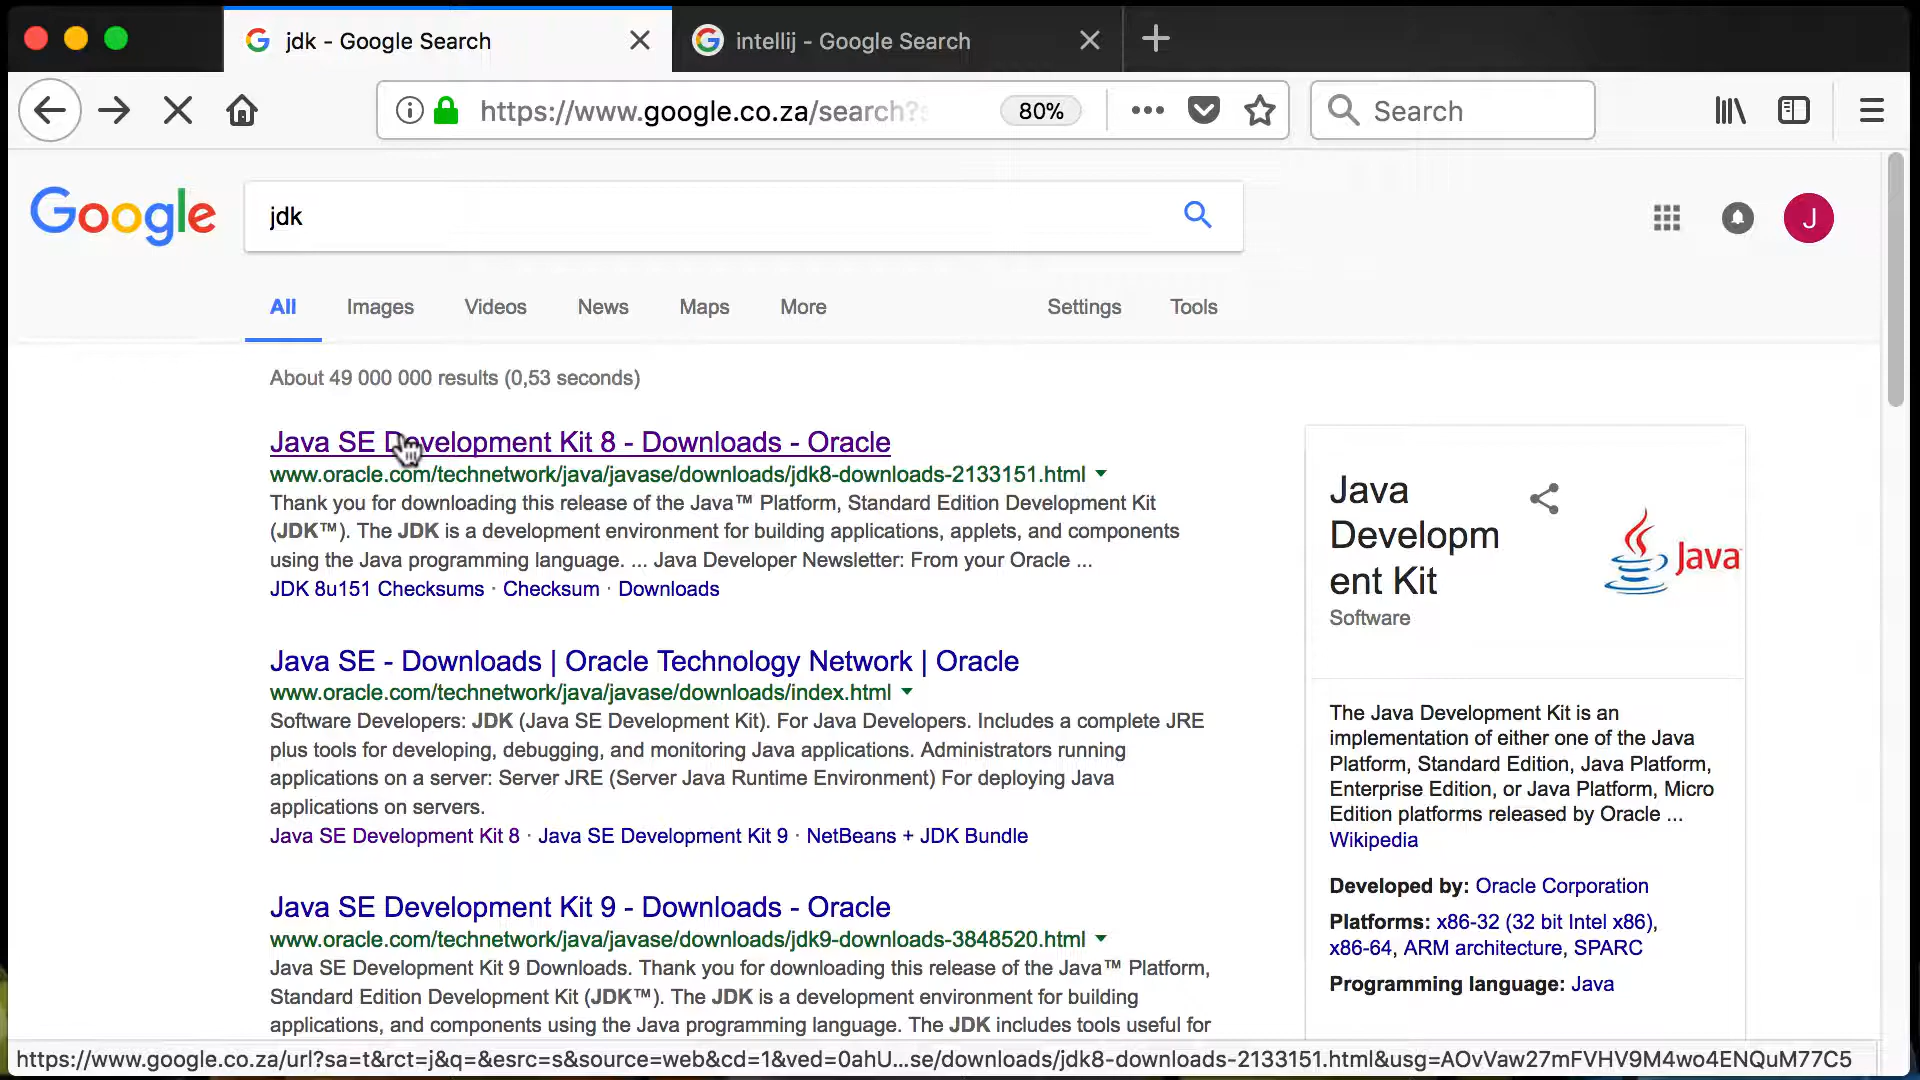 jdk - Google Search
intellij - Google Search
https://www.google.co.za/search?s
80%
Search
Google
jdk
J
All Images Videos News Maps More Settings Tools
About 49 000 000 results (0,53 seconds)
Java SE Development Kit 8 - Downloads - Oracle
www.oracle.com/technetwork/java/javase/downloads/jdk8-downloads-2133151.html
Thank you for downloading this release of the Java™ Platform, Standard Edition Development Kit
(JDK™). The JDK is a development environment for building applications, applets, and components
using the Java programming language. ... Java Developer Newsletter: From your Oracle ...
JDK 8u151 Checksums · Checksum · Downloads
Java SE - Downloads | Oracle Technology Network | Oracle
www.oracle.com/technetwork/java/javase/downloads/index.html
Software Developers: JDK (Java SE Development Kit). For Java Developers. Includes a complete JRE
plus tools for developing, debugging, and monitoring Java applications. Administrators running
applications on a server: Server JRE (Server Java Runtime Environment) For deploying Java
applications on servers.
Java SE Development Kit 8 · Java SE Development Kit 9 · NetBeans + JDK Bundle
Java SE Development Kit 9 - Downloads - Oracle
www.oracle.com/technetwork/java/javase/downloads/jdk9-downloads-3848520.html
Java SE Development Kit 9 Downloads. Thank you for downloading this release of the Java™ Platform,
Standard Edition Development Kit (JDK™). The JDK is a development environment for building
applications, and components using the Java programming language. The JDK includes tools useful for
Java
Developm
ent Kit
Software
Java
The Java Development Kit is an
implementation of either one of the Java
Platform, Standard Edition, Java Platform,
Enterprise Edition, or Java Platform, Micro
Edition platforms released by Oracle ...
Wikipedia
Developed by: Oracle Corporation
Platforms: x86-32 (32 bit Intel x86),
x86-64, ARM architecture, SPARC
Programming language: Java
https://www.google.co.za/url?sa=t&rct=j&q=&esrc=s&source=web&cd=1&ved=0ahU...se/downloads/jdk8-downloads-2133151.html&usg=AOvVaw27mFVHV9M4wo4ENQuM77C5